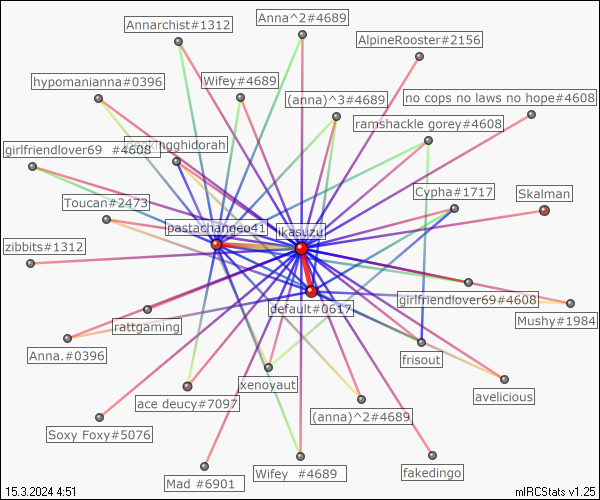 Anna^2#4689
Annarchist#1312
AlpineRooster#2156
hypomanianna#0396
Wifey#4689
(anna)^3#4689
no cops no laws no hope#4608
ramshackle gorey#4608
girlfriendlover69 #4608
gghidorah
Cypha#1717
Skalman
Toucan#2473
pastachangeo41
ikasuzu
zibbits#1312
girlfriendlover69#4608
default#0617
Mushy#1984
rattgaming
Anna.#0396
frisout
xenoyaut
avelicious
ace deucy#7097
(anna)^2#4689
Soxy Foxy#5076
Mad #6901
Wifey #4689
fakedingo
15.3.2024 4:51
mIRCStats v1.25